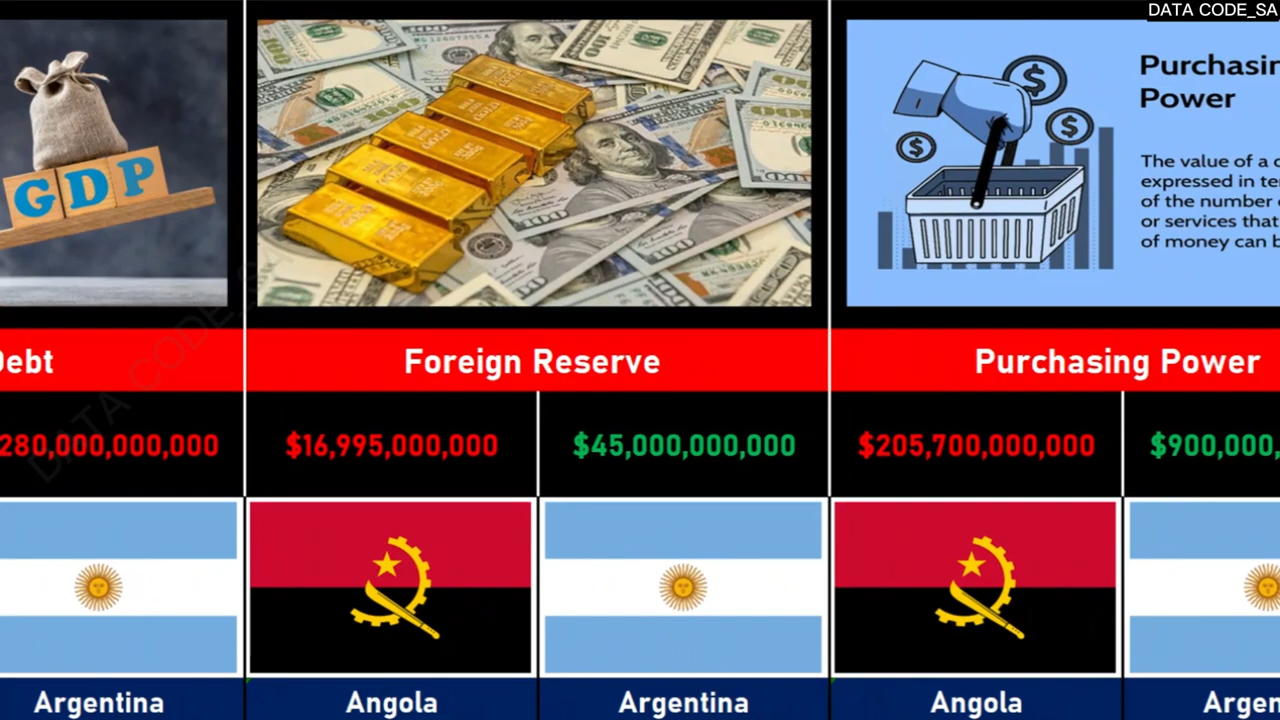 DATA CODE_SA
GDP
Purchasin
Power
The value of a c
expressed in te
of the number
or services that
of money can b
Debt
Foreign Reserve
Purchasing Power
280,000,000,000
$16,995,000,000
$45,000,000,000
$205,700,000,000
$900,000,
Argentina
Angola
Argentina
Angola
Argen